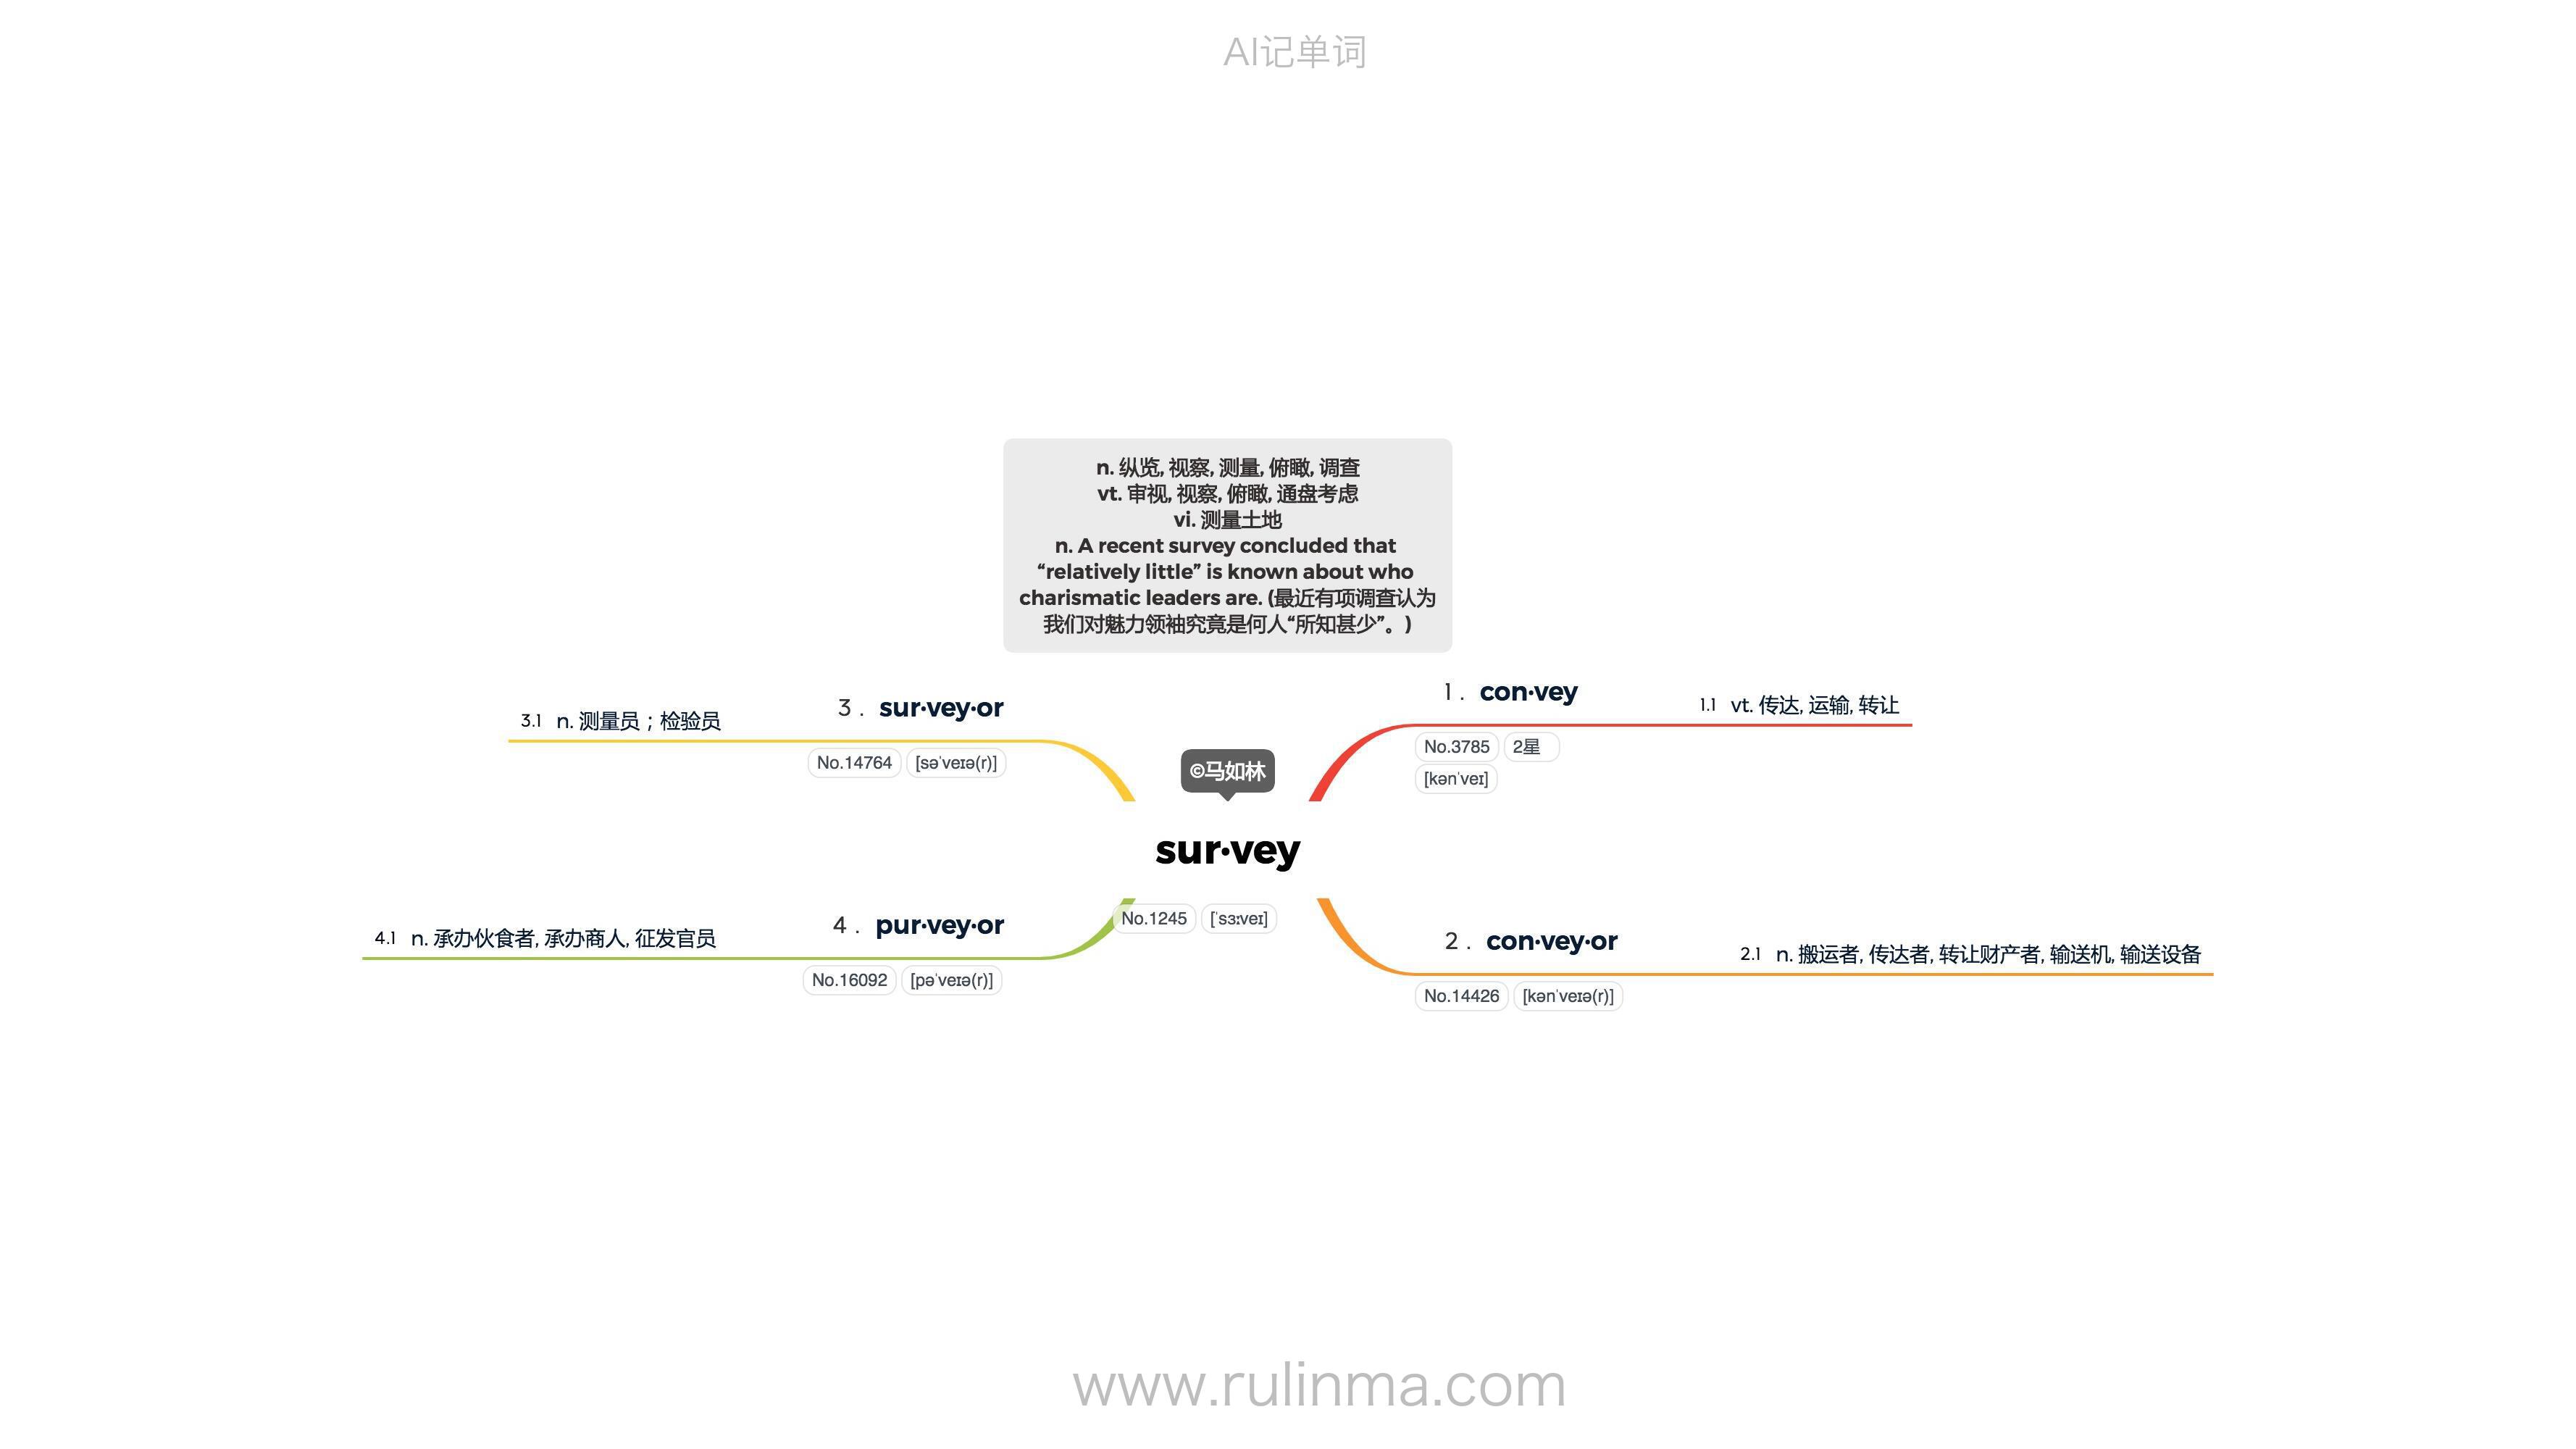 AI记单词
n. 纵览, 视察, 测量, 俯瞰, 调查
vt. 审视, 视察, 俯瞰, 通盘考虑
vi. 测量土地
n. A recent survey concluded that
“relatively little” is known about who
charismatic leaders are. (最近有项调查认为
我们对魅力领袖究竟是何人“所知甚少”。)
©马如林
sur·vey
No.1245 [ˈsɜːveɪ]
1 . con·vey
No.3785 2星
[kənˈveɪ]
1.1 vt. 传达, 运输, 转让
2 . con·vey·or
No.14426 [kənˈveɪə(r)]
2.1 n. 搬运者, 传达者, 转让财产者, 输送机, 输送设备
3 . sur·vey·or
No.14764 [səˈveɪə(r)]
3.1 n. 测量员；检验员
4 . pur·vey·or
No.16092 [pəˈveɪə(r)]
4.1 n. 承办伙食者, 承办商人, 征发官员
www.rulinma.com